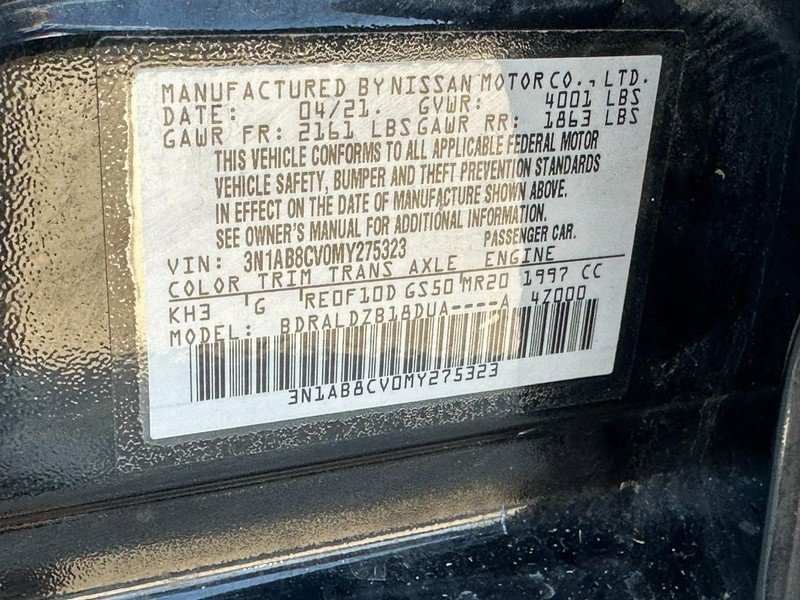 MANUFACTURED BY NISSAN MOTOR CO., LTD.
DATE: 04/21. GVWR: 4001 LBS
GAWR FR: 2161 LBS GAWR RR: 1863 LBS
THIS VEHICLE CONFORMS TO ALL APPLICABLE FEDERAL MOTOR
VEHICLE SAFETY, BUMPER AND THEFT PREVENTION STANDARDS
IN EFFECT ON THE DATE OF MANUFACTURE SHOWN ABOVE.
SEE OWNER'S MANUAL FOR ADDITIONAL INFORMATION.
VIN: 3N1AB8CV0MY275323 PASSENGER CAR.
COLOR TRIM TRANS AXLE ENGINE
KH3 G RE0F10D GS50 MR20 1997 CC
MODEL: BDRALDZB18DUA----A 4Z000
3N1AB8CV0MY275323